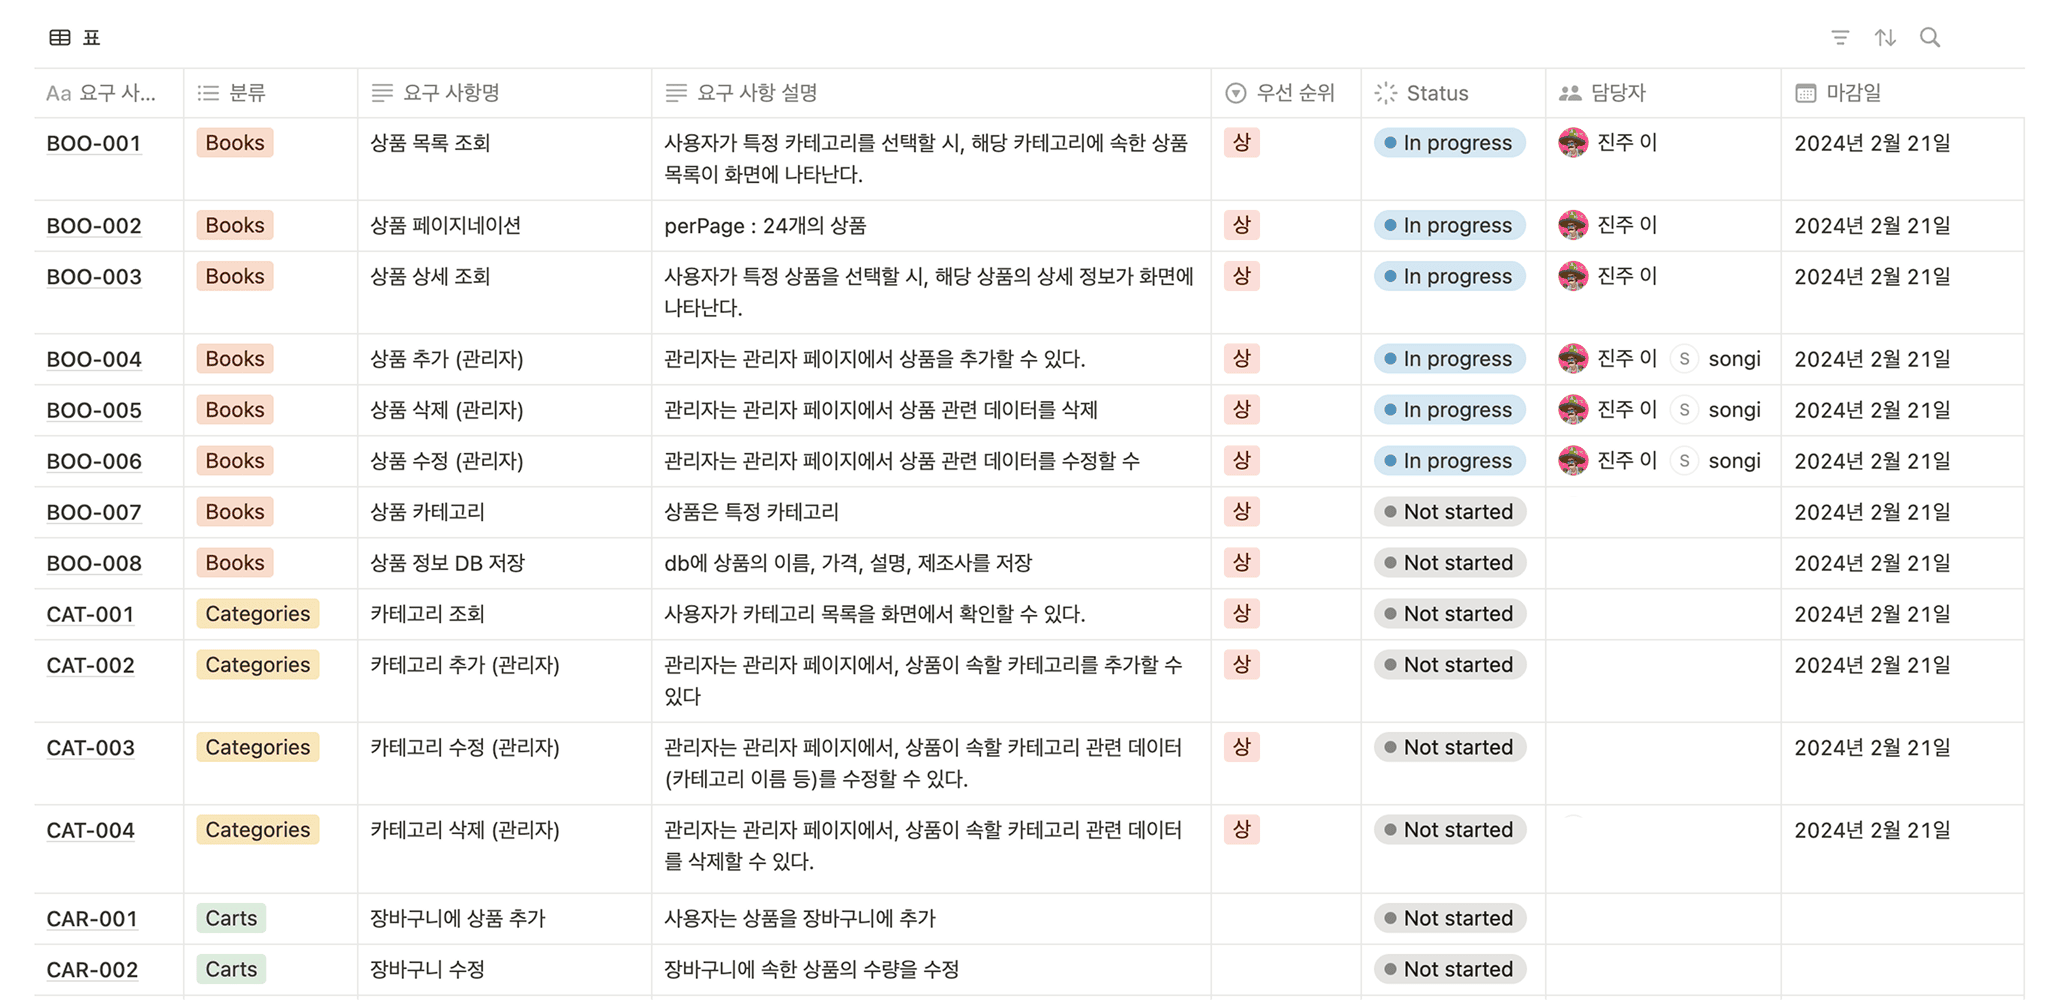 표
Aa 요구 사... 분류 요구 사항명 요구 사항 설명 우선 순위 Status 담당자 마감일
BOO-001 Books 상품 목록 조회 사용자가 특정 카테고리를 선택할 시, 해당 카테고리에 속한 상품 상 In progress 진주 이 2024년 2월 21일
목록이 화면에 나타난다.
BOO-002 Books 상품 페이지네이션 perPage : 24개의 상품 상 In progress 진주 이 2024년 2월 21일
BOO-003 Books 상품 상세 조회 사용자가 특정 상품을 선택할 시, 해당 상품의 상세 정보가 화면에 상 In progress 진주 이 2024년 2월 21일
나타난다.
BOO-004 Books 상품 추가 (관리자) 관리자는 관리자 페이지에서 상품을 추가할 수 있다. 상 In progress 진주 이 S songi 2024년 2월 21일
BOO-005 Books 상품 삭제 (관리자) 관리자는 관리자 페이지에서 상품 관련 데이터를 삭제 상 In progress 진주 이 S songi 2024년 2월 21일
BOO-006 Books 상품 수정 (관리자) 관리자는 관리자 페이지에서 상품 관련 데이터를 수정할 수 상 In progress 진주 이 S songi 2024년 2월 21일
BOO-007 Books 상품 카테고리 상품은 특정 카테고리 상 Not started 2024년 2월 21일
BOO-008 Books 상품 정보 DB 저장 db에 상품의 이름, 가격, 설명, 제조사를 저장 상 Not started 2024년 2월 21일
CAT-001 Categories 카테고리 조회 사용자가 카테고리 목록을 화면에서 확인할 수 있다. 상 Not started 2024년 2월 21일
CAT-002 Categories 카테고리 추가 (관리자) 관리자는 관리자 페이지에서, 상품이 속할 카테고리를 추가할 수 상 Not started 2024년 2월 21일
있다
CAT-003 Categories 카테고리 수정 (관리자) 관리자는 관리자 페이지에서, 상품이 속할 카테고리 관련 데이터 상 Not started 2024년 2월 21일
(카테고리 이름 등)를 수정할 수 있다.
CAT-004 Categories 카테고리 삭제 (관리자) 관리자는 관리자 페이지에서, 상품이 속할 카테고리 관련 데이터 상 Not started 2024년 2월 21일
를 삭제할 수 있다.
CAR-001 Carts 장바구니에 상품 추가 사용자는 상품을 장바구니에 추가 Not started
CAR-002 Carts 장바구니 수정 장바구니에 속한 상품의 수량을 수정 Not started